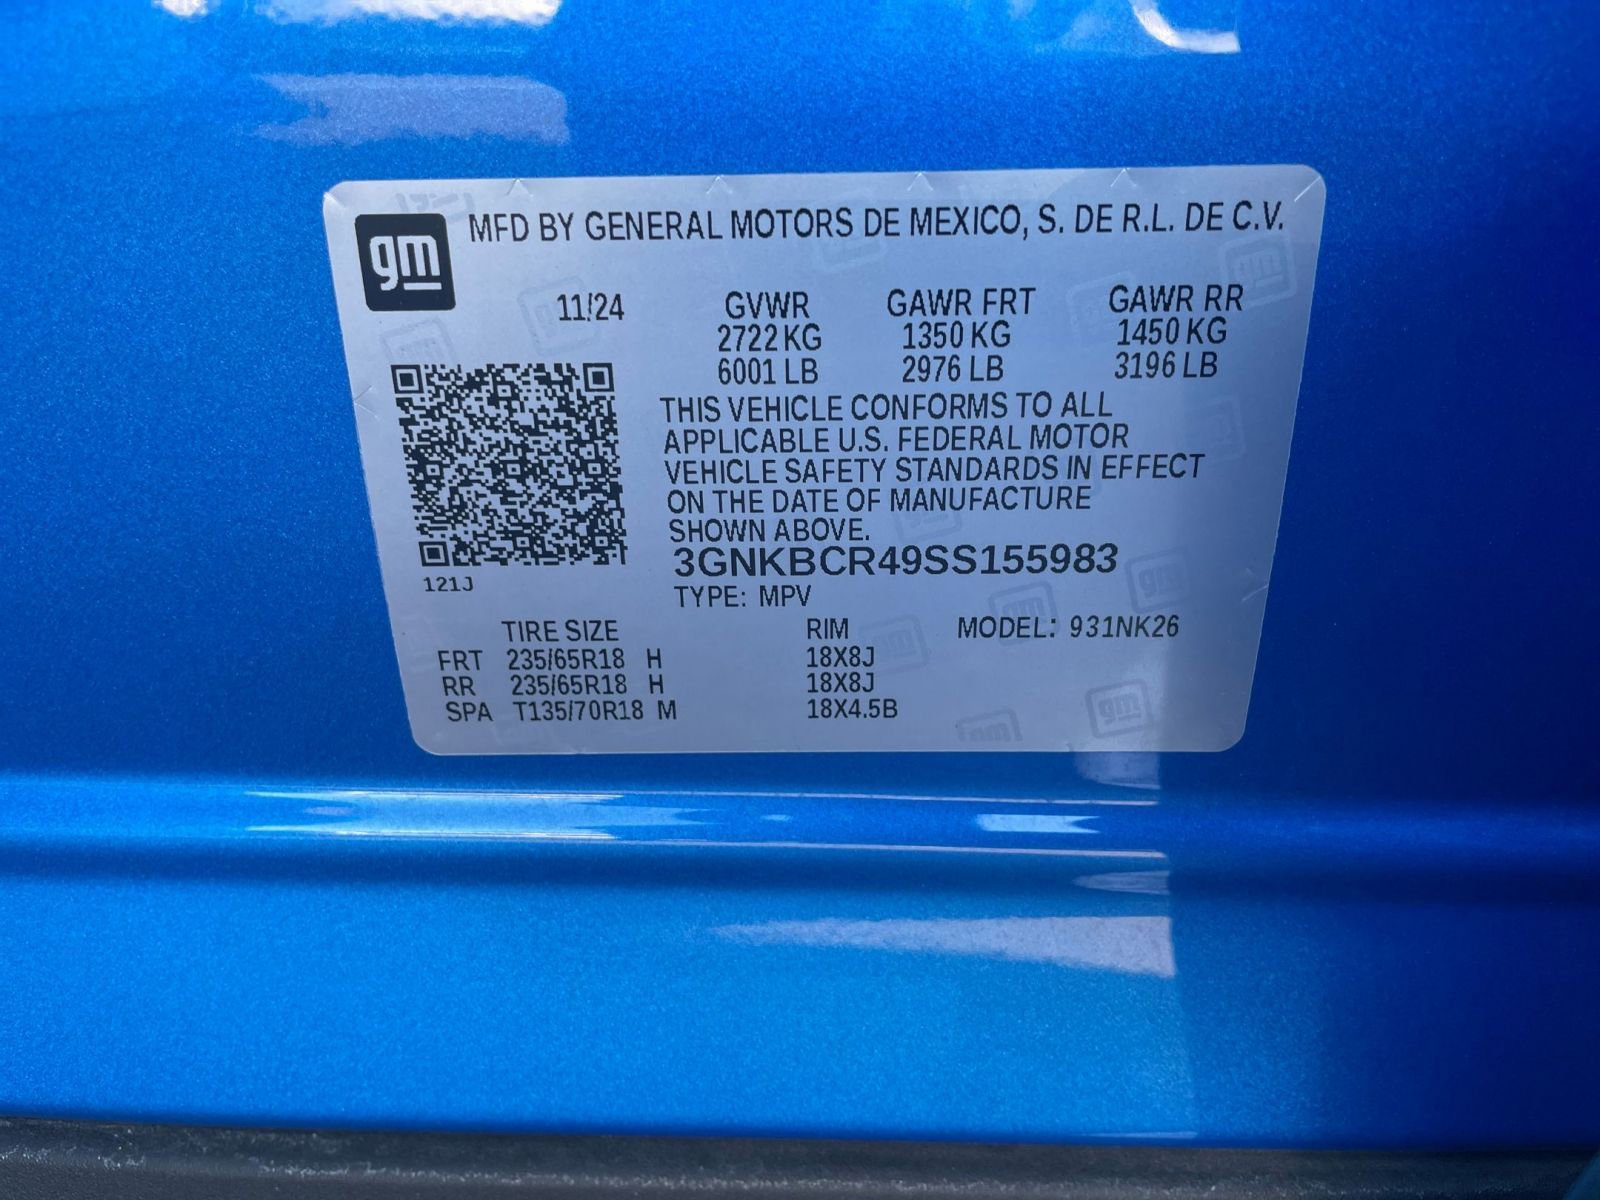 gm MFD BY GENERAL MOTORS DE MEXICO, S. DE R.L. DE C.V.
11/24 GVWR GAWR FRT GAWR RR
2722 KG 1350 KG 1450 KG
6001 LB 2976 LB 3196 LB
THIS VEHICLE CONFORMS TO ALL
APPLICABLE U.S. FEDERAL MOTOR
VEHICLE SAFETY STANDARDS IN EFFECT
ON THE DATE OF MANUFACTURE
SHOWN ABOVE.
3GNKBCR49SS155983
121J
TYPE: MPV
TIRE SIZE RIM MODEL: 931NK26
FRT 235/65R18 H 18X8J
RR 235/65R18 H 18X8J
SPA T135/70R18 M 18X4.5B